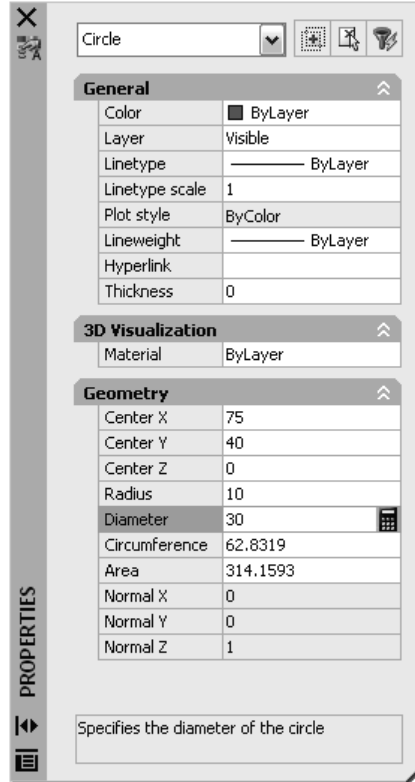 Circle
General
Color ByLayer
Layer Visible
Linetype ByLayer
Linetype scale 1
Plot style ByColor
Lineweight ByLayer
Hyperlink
Thickness 0
3D Visualization
Material ByLayer
Geometry
Center X 75
Center Y 40
Center Z 0
Radius 10
Diameter 30
Circumference 62.8319
Area 314.1593
Normal X 0
Normal Y 0
Normal Z 1
PROPERTIES
Specifies the diameter of the circle